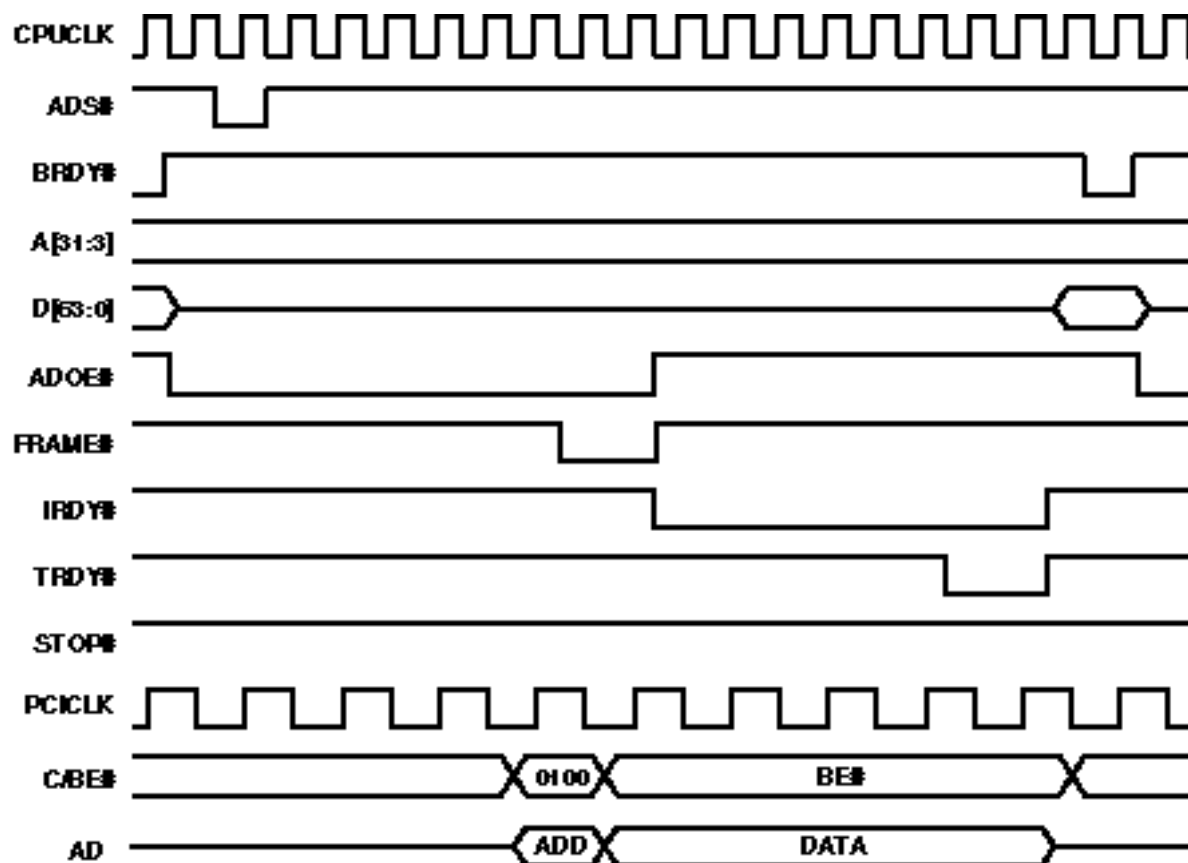 CPUCLK
ADS#
BRDY#
A[31:3]
D[63:0]
ADOE#
FRAME#
IRDY#
TRDY#
STOP#
PCICLK
C/BE# 0100 BE#
AD ADD DATA